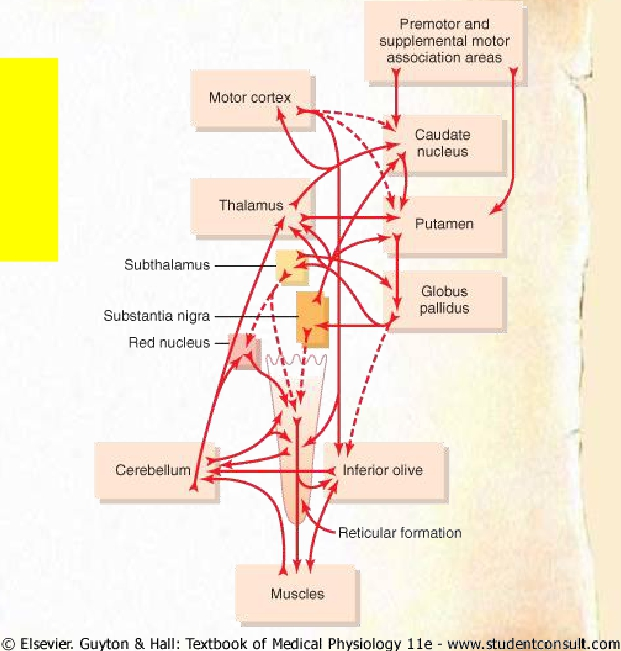 Premotor and
supplemental motor
association areas
Motor cortex
Caudate
nucleus
Thalamus
Putamen
Subthalamus
Globus
pallidus
Substantia nigra
Red nucleus
Cerebellum
Inferior olive
Reticular formation
Muscles
© Elsevier. Guyton & Hall: Textbook of Medical Physiology 11e - www.studentconsult.com